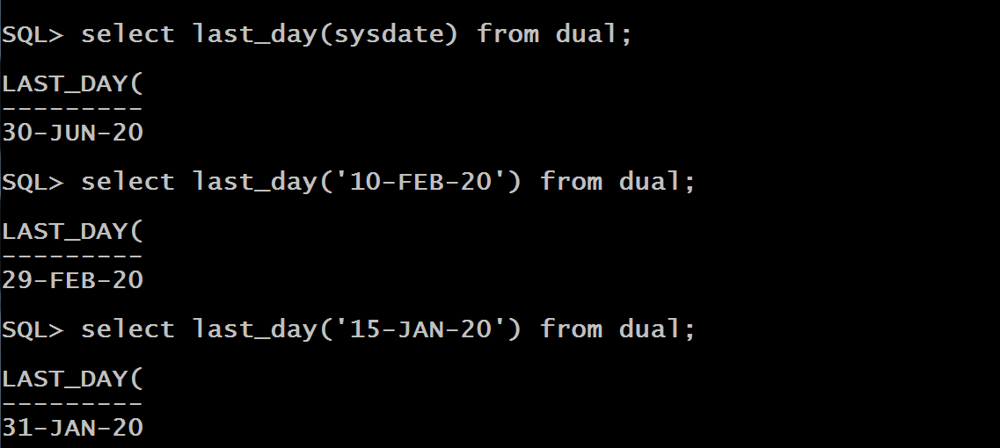 SQL> select last_day(sysdate) from dual;
LAST_DAY(
---------
30-JUN-20
SQL> select last_day('10-FEB-20') from dual;
LAST_DAY(
---------
29-FEB-20
SQL> select last_day('15-JAN-20') from dual;
LAST_DAY(
---------
31-JAN-20